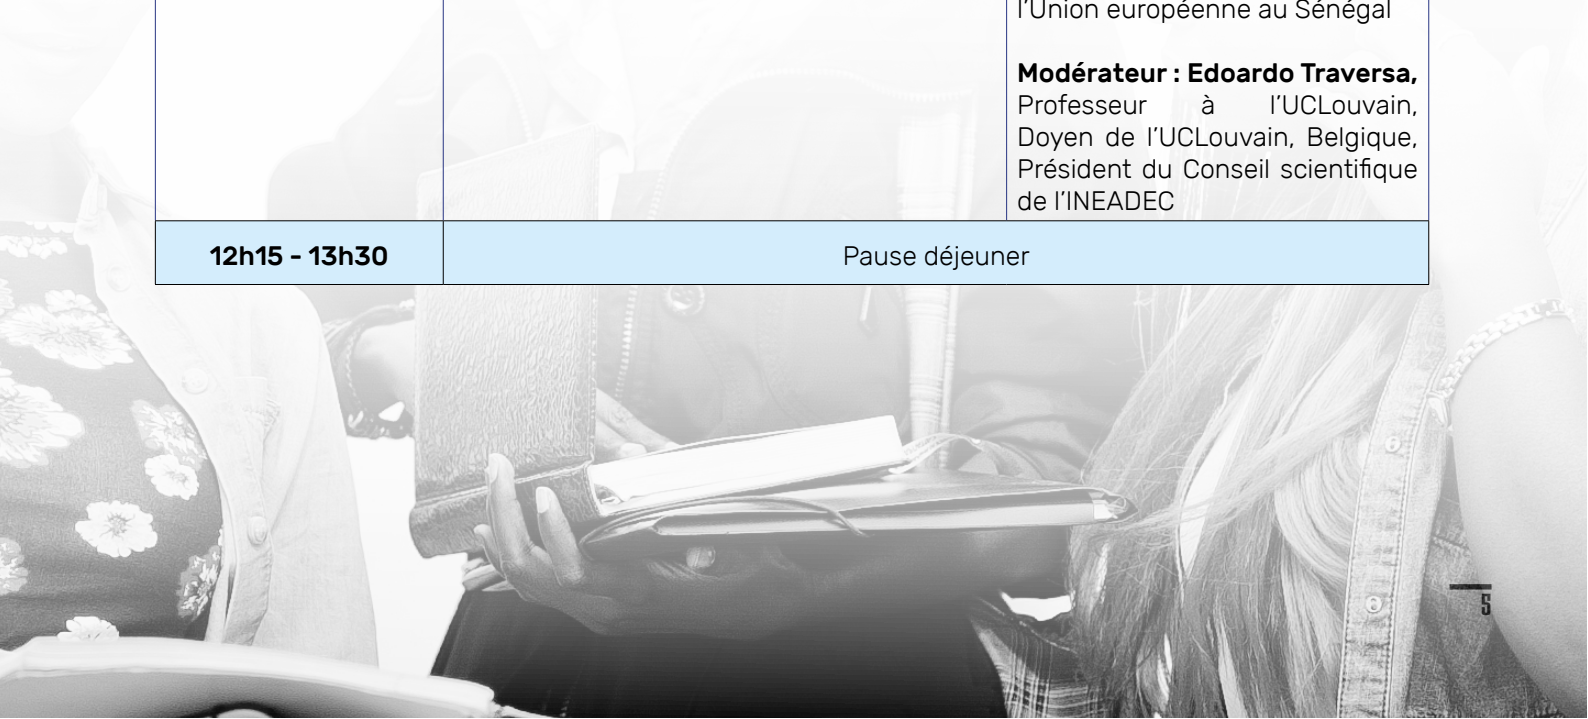 l'Union européenne au Sénégal
Modérateur : Edoardo Traversa,
Professeur à l'UCLouvain,
Doyen de l'UCLouvain, Belgique,
Président du Conseil scientifique
de l'INEADEC
12h15 - 13h30 Pause déjeuner
5